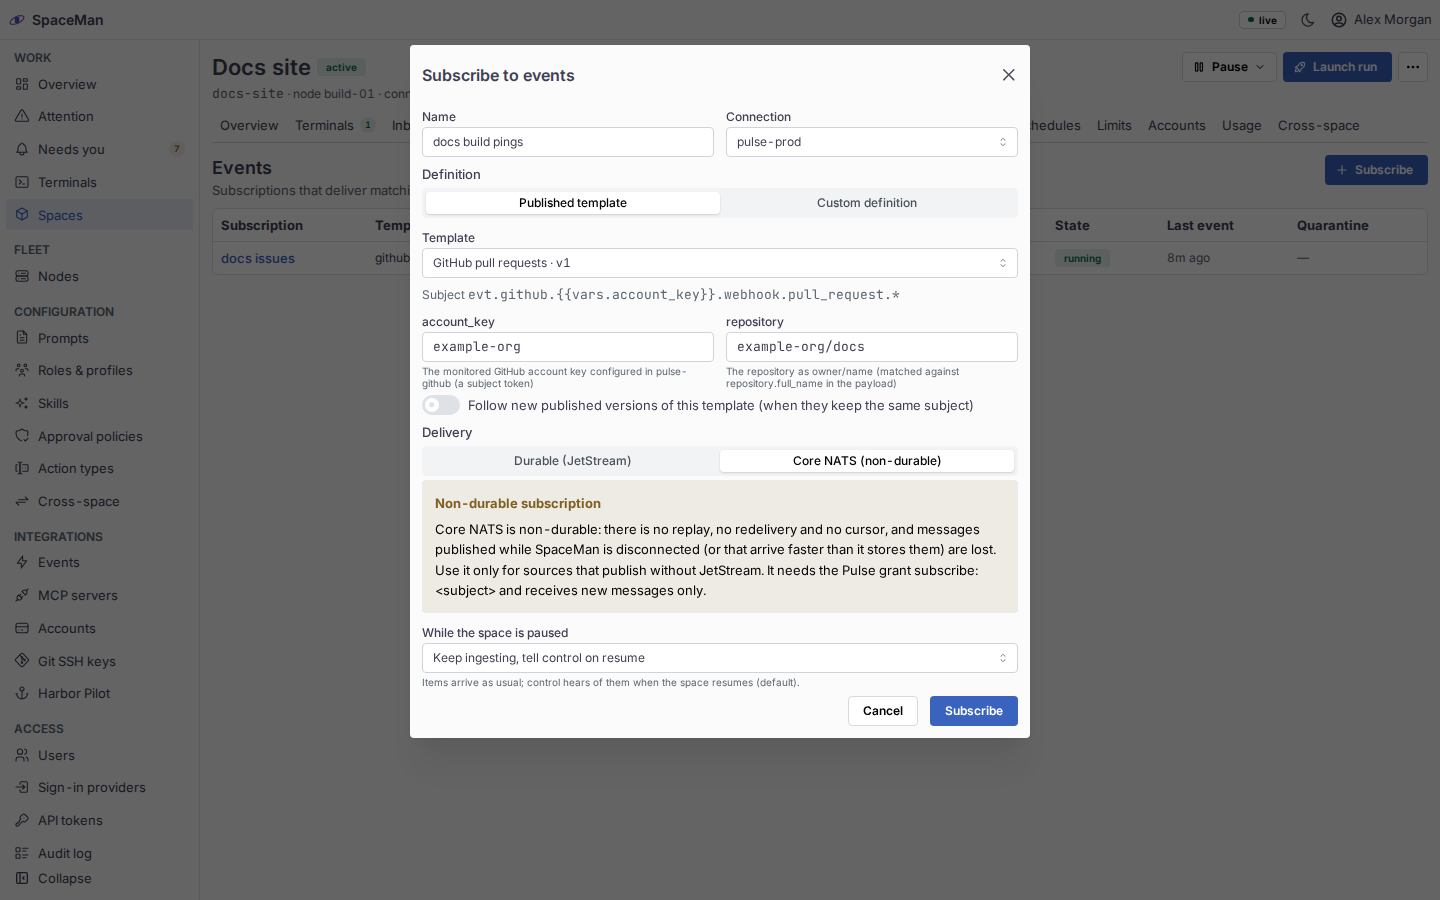 SpaceMan
live
Alex Morgan
WORK
Overview
Attention
Needs you
7
Terminals
Spaces
FLEET
Nodes
CONFIGURATION
Prompts
Roles & profiles
Skills
Approval policies
Action types
Cross-space
INTEGRATIONS
Events
MCP servers
Accounts
Git SSH keys
Harbor Pilot
ACCESS
Users
Sign-in providers
API tokens
Audit log
Collapse
Docs site
active
docs-site · node build-01 · conn
Pause
Launch run
Overview
Terminals 1
Inb
hedules
Limits
Accounts
Usage
Cross-space
Events
Subscriptions that deliver matchi
Subscribe
Subscription
Temp
State
Last event
Quarantine
docs issues
github
running
8m ago
—
Subscribe to events
Name
Connection
docs build pings
pulse-prod
Definition
Published template
Custom definition
Template
GitHub pull requests · v1
Subject evt.github.{{vars.account_key}}.webhook.pull_request.*
account_key
repository
example-org
example-org/docs
The monitored GitHub account key configured in pulse-
github (a subject token)
The repository as owner/name (matched against
repository.full_name in the payload)
Follow new published versions of this template (when they keep the same subject)
Delivery
Durable (JetStream)
Core NATS (non-durable)
Non-durable subscription
Core NATS is non-durable: there is no replay, no redelivery and no cursor, and messages
published while SpaceMan is disconnected (or that arrive faster than it stores them) are lost.
Use it only for sources that publish without JetStream. It needs the Pulse grant subscribe:
<subject> and receives new messages only.
While the space is paused
Keep ingesting, tell control on resume
Items arrive as usual; control hears of them when the space resumes (default).
Cancel
Subscribe